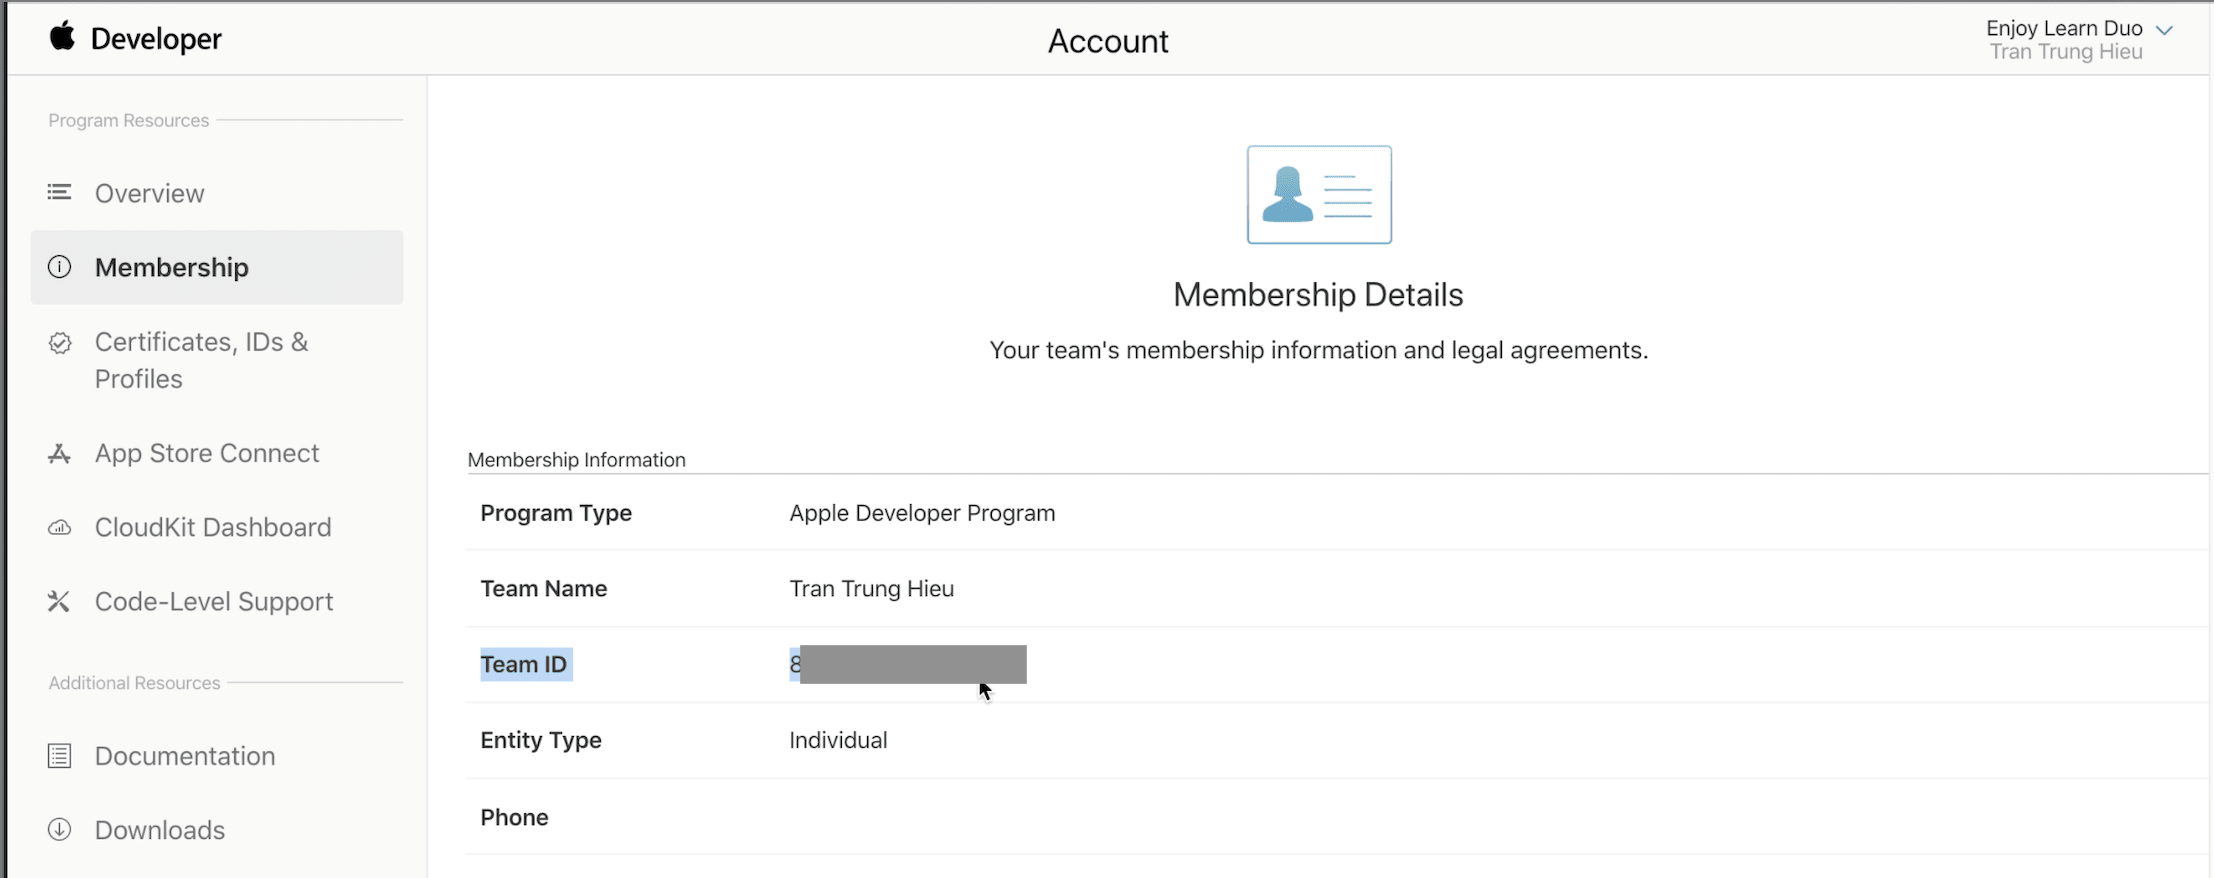 Developer
Account
Enjoy Learn Duo
Tran Trung Hieu
Program Resources
Overview
Membership
Certificates, IDs &
Profiles
App Store Connect
CloudKit Dashboard
Code-Level Support
Additional Resources
Documentation
Downloads
Membership Details
Your team's membership information and legal agreements.
Membership Information
Program Type Apple Developer Program
Team Name Tran Trung Hieu
Team ID 8
Entity Type Individual
Phone